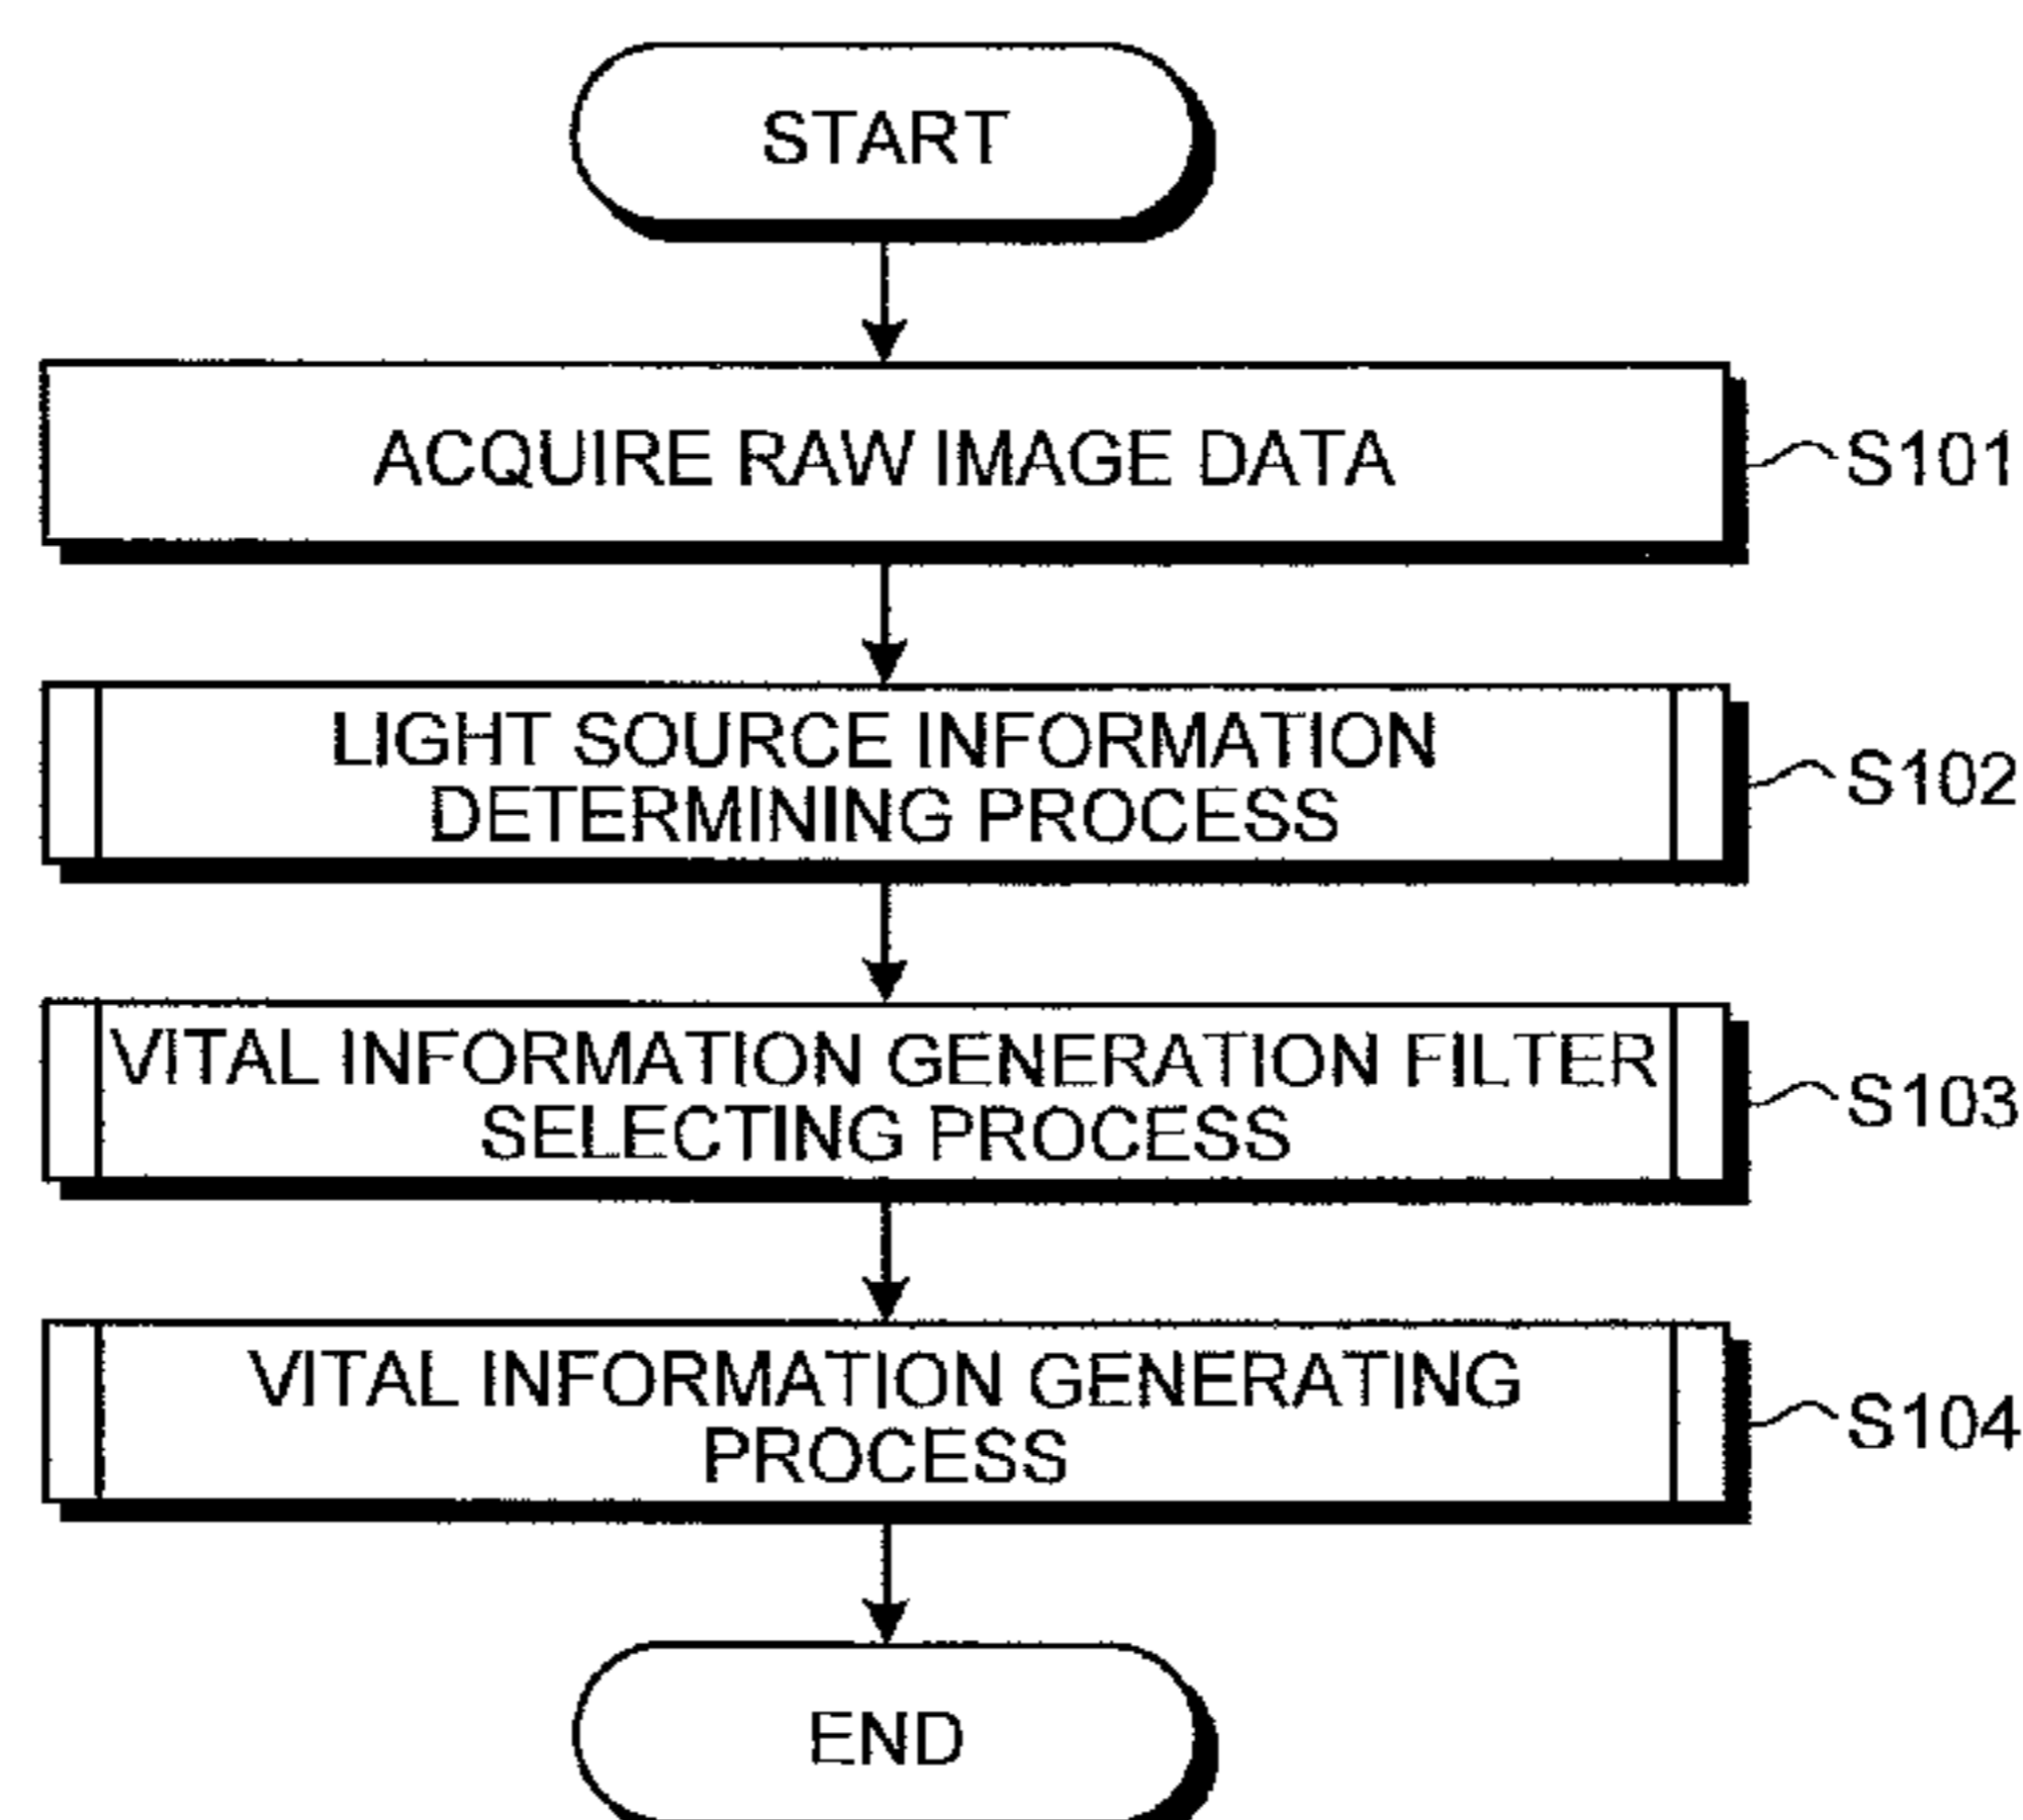 START
ACQUIRE RAW IMAGE DATA
S101
LIGHT SOURCE INFORMATION
DETERMINING PROCESS
S102
VITAL INFORMATION GENERATION FILTER
SELECTING PROCESS
S103
VITAL INFORMATION GENERATING
PROCESS
S104
END